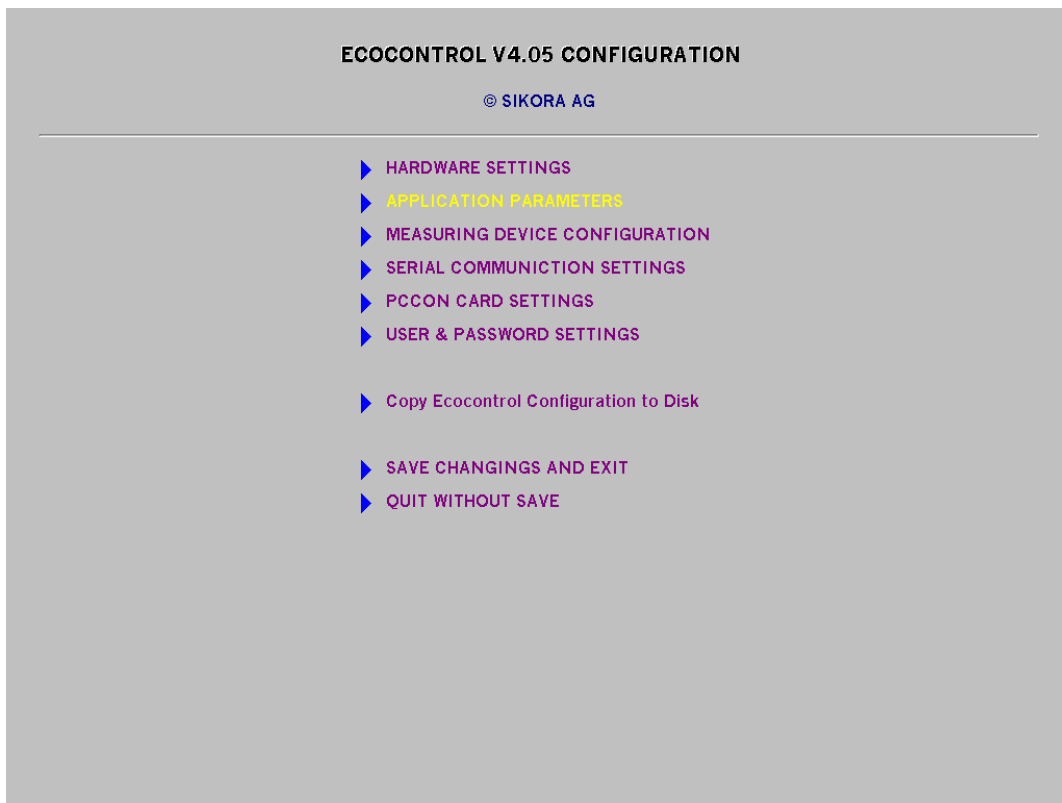 ECOCONTROL V4.05 CONFIGURATION
© SIKORA AG
HARDWARE SETTINGS
APPLICATION PARAMETERS
MEASURING DEVICE CONFIGURATION
SERIAL COMMUNICTION SETTINGS
PCCON CARD SETTINGS
USER & PASSWORD SETTINGS
Copy Ecocontrol Configuration to Disk
SAVE CHANGINGS AND EXIT
QUIT WITHOUT SAVE